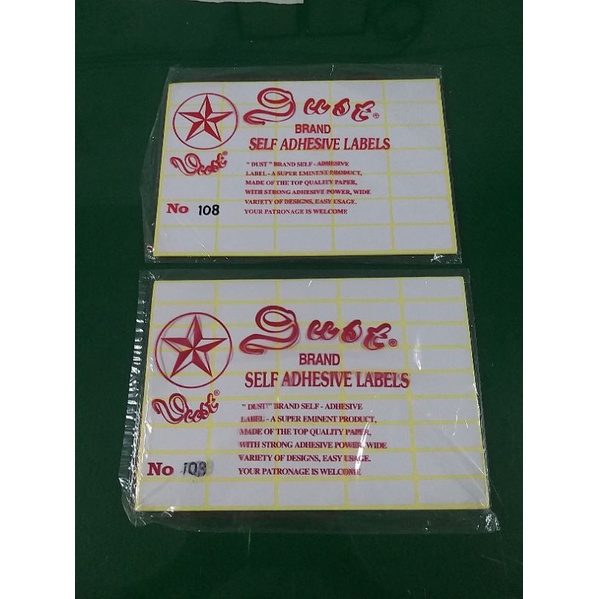 Dust®
BRAND
SELF ADHESIVE LABELS
" DUST " BRAND SELF - ADHESIVE
LABEL - A SUPER EMINENT PRODUCT,
MADE OF THE TOP QUALITY PAPER,
WITH STRONG ADHESIVE POWER, WIDE
VARIETY OF DESIGNS, EASY USAGE.
YOUR PATRONAGE IS WELCOME
No 108
Dust®
BRAND
SELF ADHESIVE LABELS
" DUST " BRAND SELF - ADHESIVE
LABEL - A SUPER EMINENT PRODUCT,
MADE OF THE TOP QUALITY PAPER,
WITH STRONG ADHESIVE POWER, WIDE
VARIETY OF DESIGNS, EASY USAGE.
YOUR PATRONAGE IS WELCOME
No 103